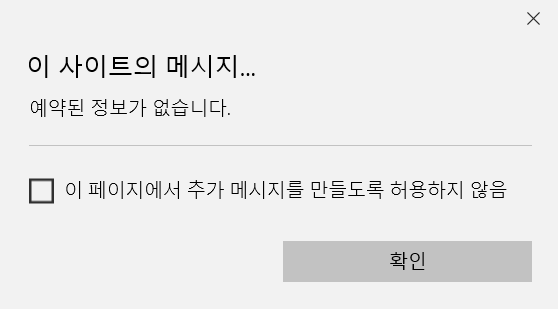 이 사이트의 메시지...
예약된 정보가 없습니다.
이 페이지에서 추가 메시지를 만들도록 허용하지 않음
확인